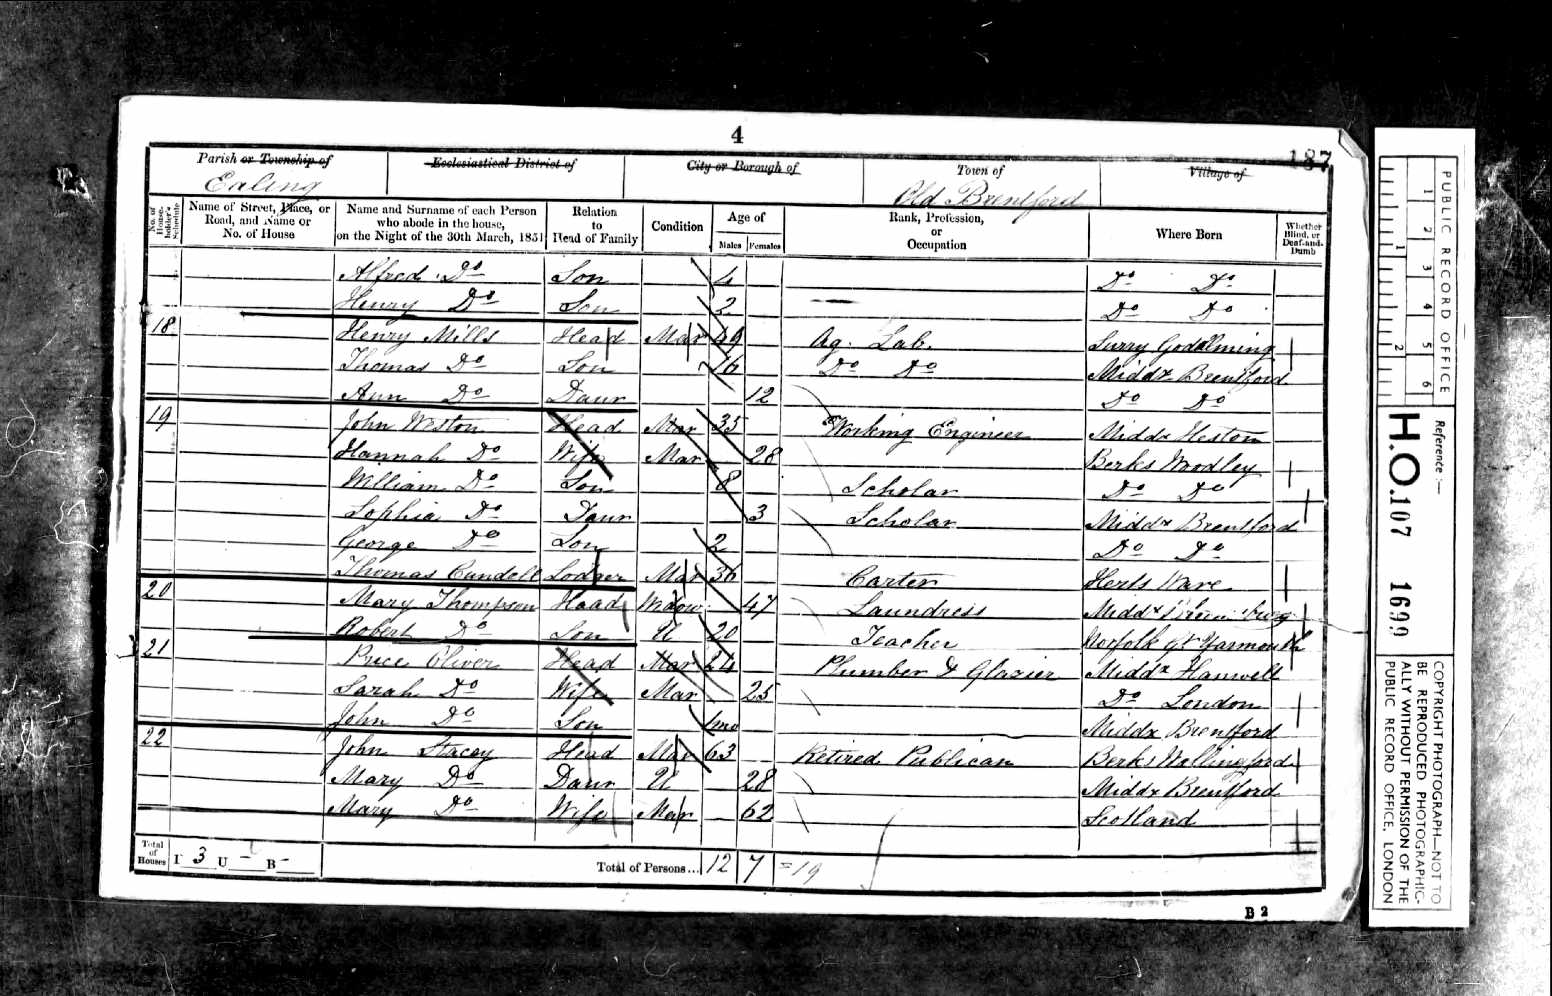 4
187
Parish or Township of
Ealing
Ecclesiastical District of
City or Borough of
Town of
Old Brentford
Village of
No. of House-holder's Schedule
Name of Street, Place, or Road, and Name or No. of House
Name and Surname of each Person who abode in the house, on the Night of the 30th March, 1851
Relation to Head of Family
Condition
Age of
Males
Females
Rank, Profession, or Occupation
Where Born
Whether Blind, or Deaf-and-Dumb
Alfred Do Son 4 Do Do
Henry Do Son 2 Do Do
18 Henry Mills Head Mar 49 Ag. Lab. Surry Godalming
Thomas Do Son 16 Do Do Middx Brentford
Ann Do Daur 12 Do Do
19 John Weston Head Mar 35 Working Engineer Middx Heston
Hannah Do Wife Mar 28 Berks Woodley
William Do Son 8 Scholar Do Do
Sophia Do Daur 3 Scholar Middx Brentford
George Do Son 2 Do Do
Thomas Cundell Lodger Mar 36 Carter Herts Ware
20 Mary Thompson Head Widow 47 Laundress Middx
Robert Do Son U 20 Teacher Norfolk Gt Yarmouth
21 Price Oliver Head Mar 24 Plumber & Glazier Middx Hanwell
Sarah Do Wife Mar 25 Do London
John Do Son 1mo Middx Brentford
22 John Stacey Head Mar 63 Retired Publican Berks Wallingford
Mary Do Daur U 28 Middx Brentford
Mary Do Wife Mar 62 Scotland
Total of Houses I 3 U - B -
Total of Persons... 12 7 =19
B 2
PUBLIC RECORD OFFICE
1 2 3 4 5 6
1 2
Reference :-
H.O. 107 1699
COPYRIGHT PHOTOGRAPH—NOT TO
BE REPRODUCED PHOTOGRAPHIC-
ALLY WITHOUT PERMISSION OF THE
PUBLIC RECORD OFFICE, LONDON